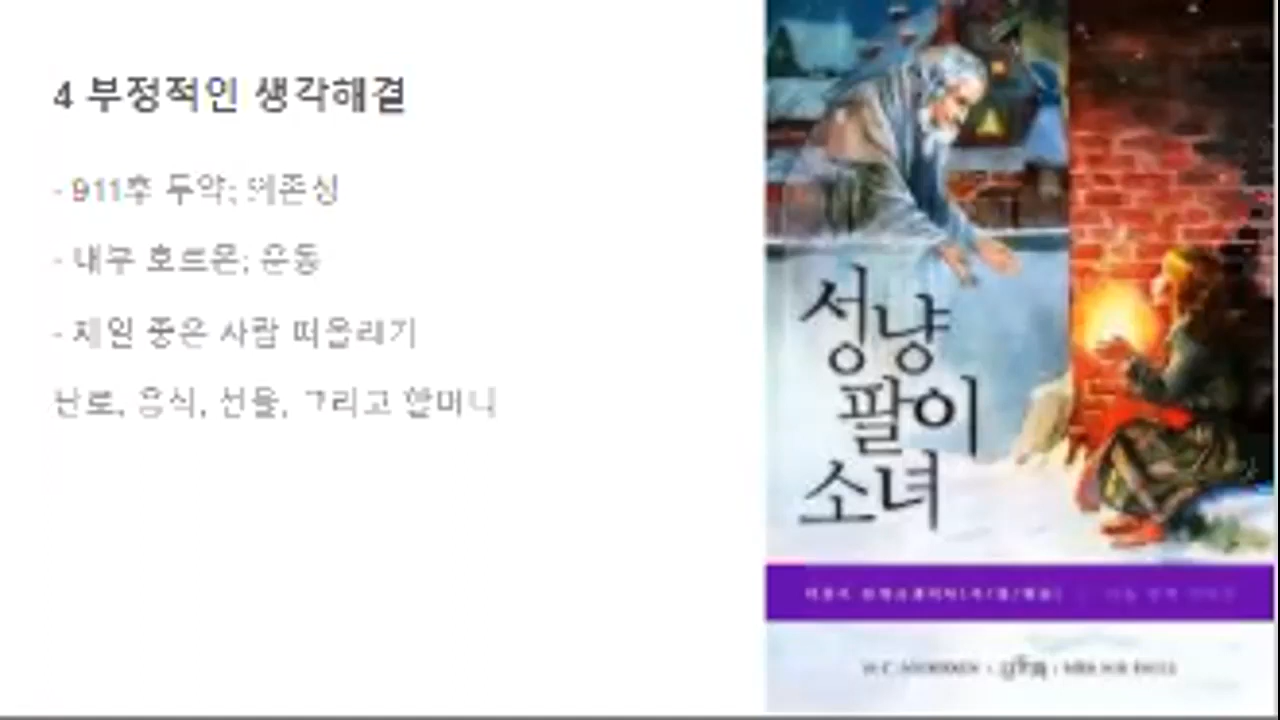 4 부정적인 생각해결
- 911후 투약; 의존성
- 내부 호르몬; 운동
- 제일 좋은 사람 떠올리기
난로, 음식, 선물, 그리고 할머니
성냥
팔이
소녀